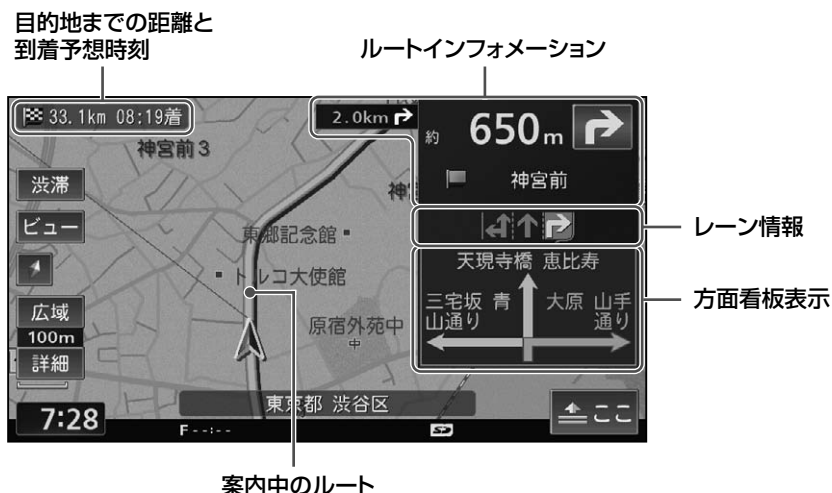 目的地までの距離と
到着予想時刻
ルートインフォメーション
33.1km 08:19着
2.0km
約 650m
神宮前3
神宮前
渋滞
ビュー
レーン情報
東郷記念館
天現寺橋 恵比寿
トルコ大使館
方面看板表示
三宅坂 青
山通り
大原 山手
通り
広域
100m
詳細
原宿外苑中
中
東京都 渋谷区
7:28
F--:--
SD
ここ
案内中のルート